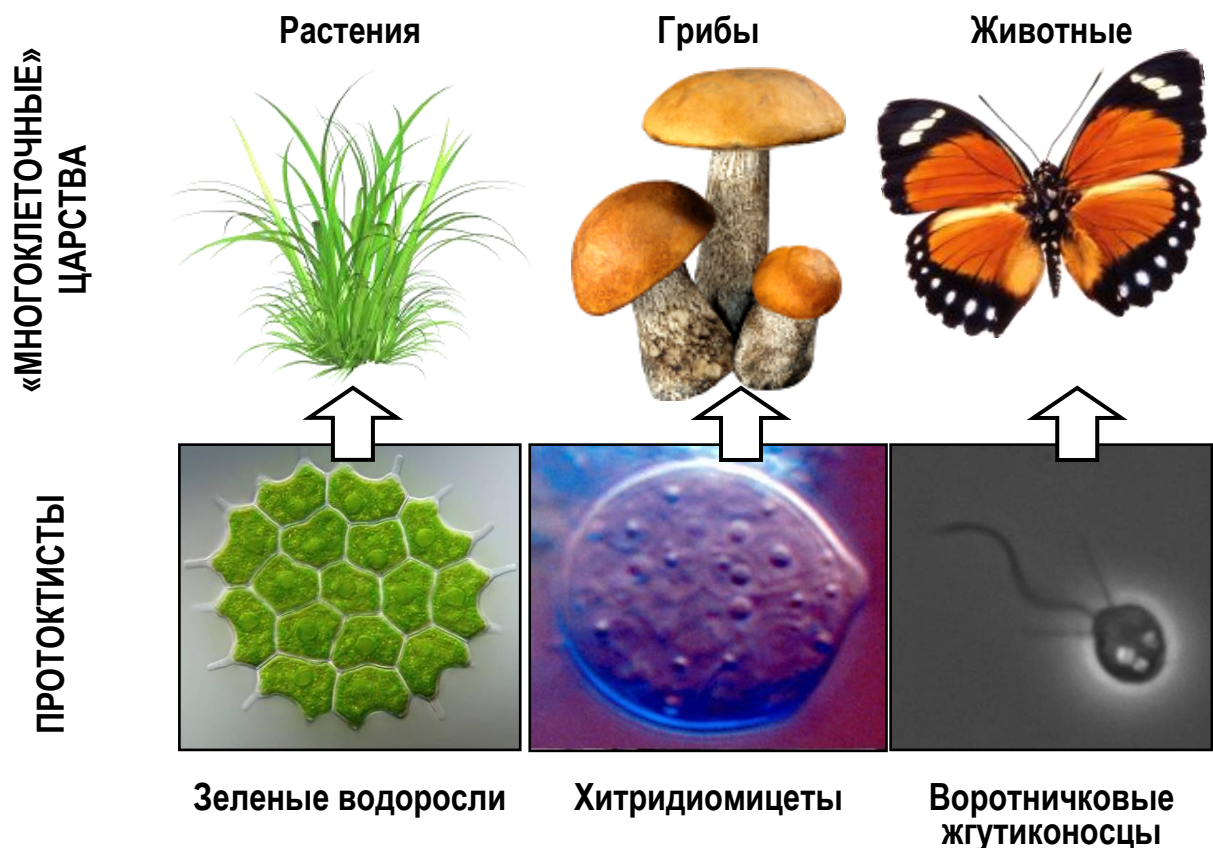 Растения
Грибы
Животные
«МНОГОКЛЕТОЧНЫЕ»
ЦАРСТВА
ПРОТОКТИСТЫ
Зеленые водоросли
Хитридиомицеты
Воротничковые
жгутиконосцы